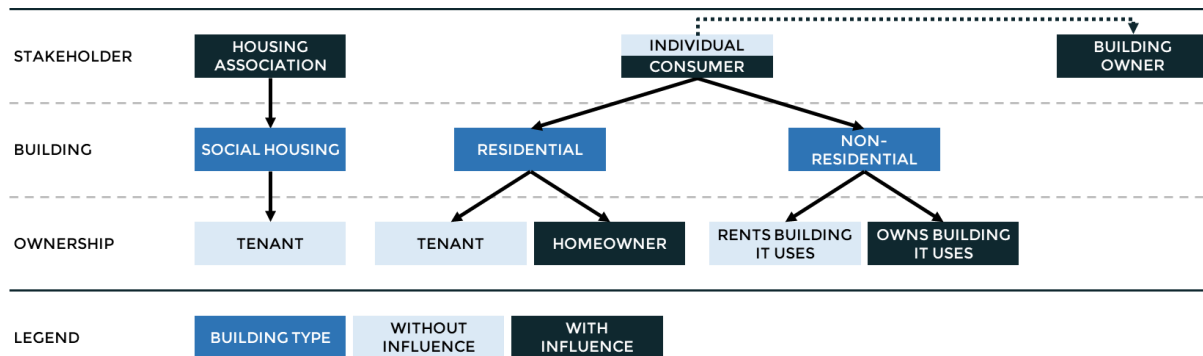 STAKEHOLDER
HOUSING
ASSOCIATION
INDIVIDUAL
CONSUMER
BUILDING
OWNER
BUILDING
SOCIAL HOUSING
RESIDENTIAL
NON-
RESIDENTIAL
OWNERSHIP
TENANT
TENANT
HOMEOWNER
RENTS BUILDING
IT USES
OWNS BUILDING
IT USES
LEGEND
BUILDING TYPE
WITHOUT
INFLUENCE
WITH
INFLUENCE